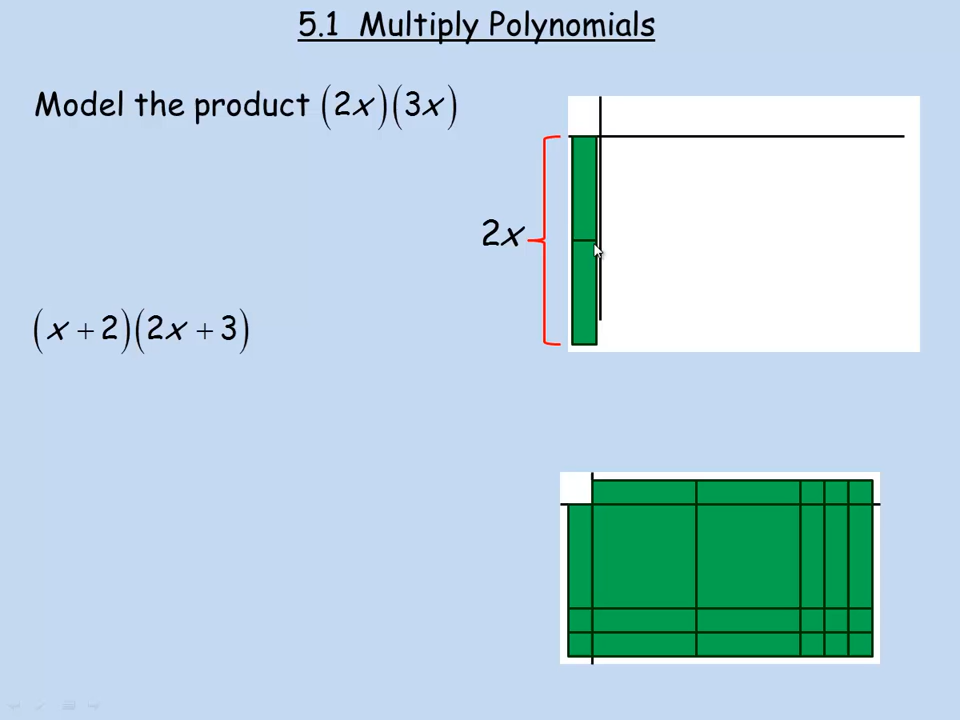 5.1 Multiply Polynomials
Model the product (2x)(3x)
2x
(x + 2)(2x + 3)